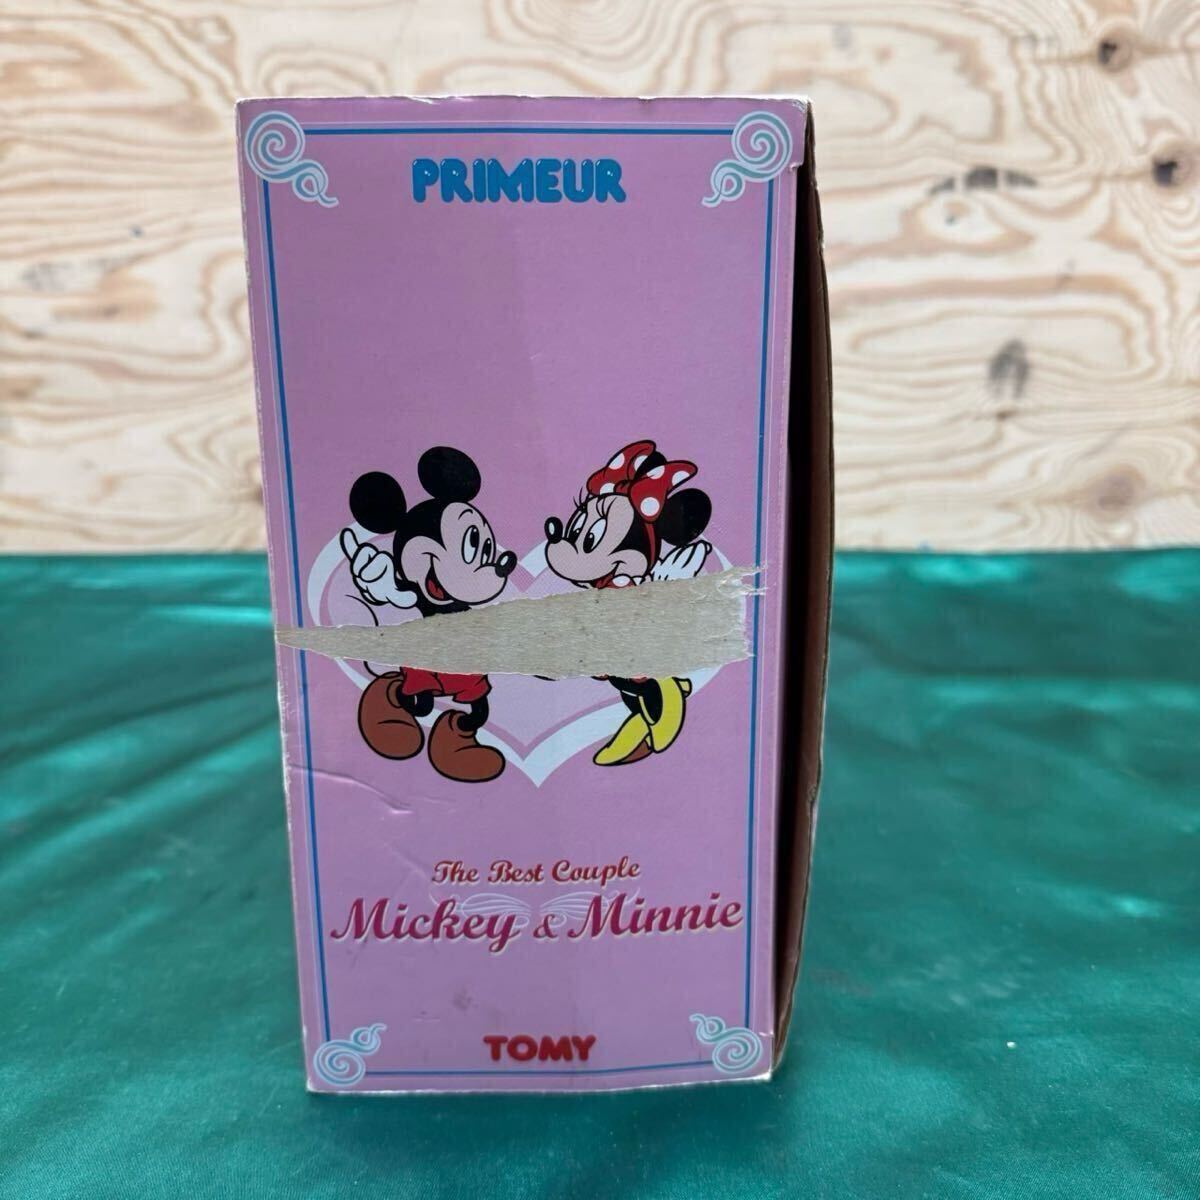 PRIMEUR
The Best Couple
Mickey & Minnie
TOMY